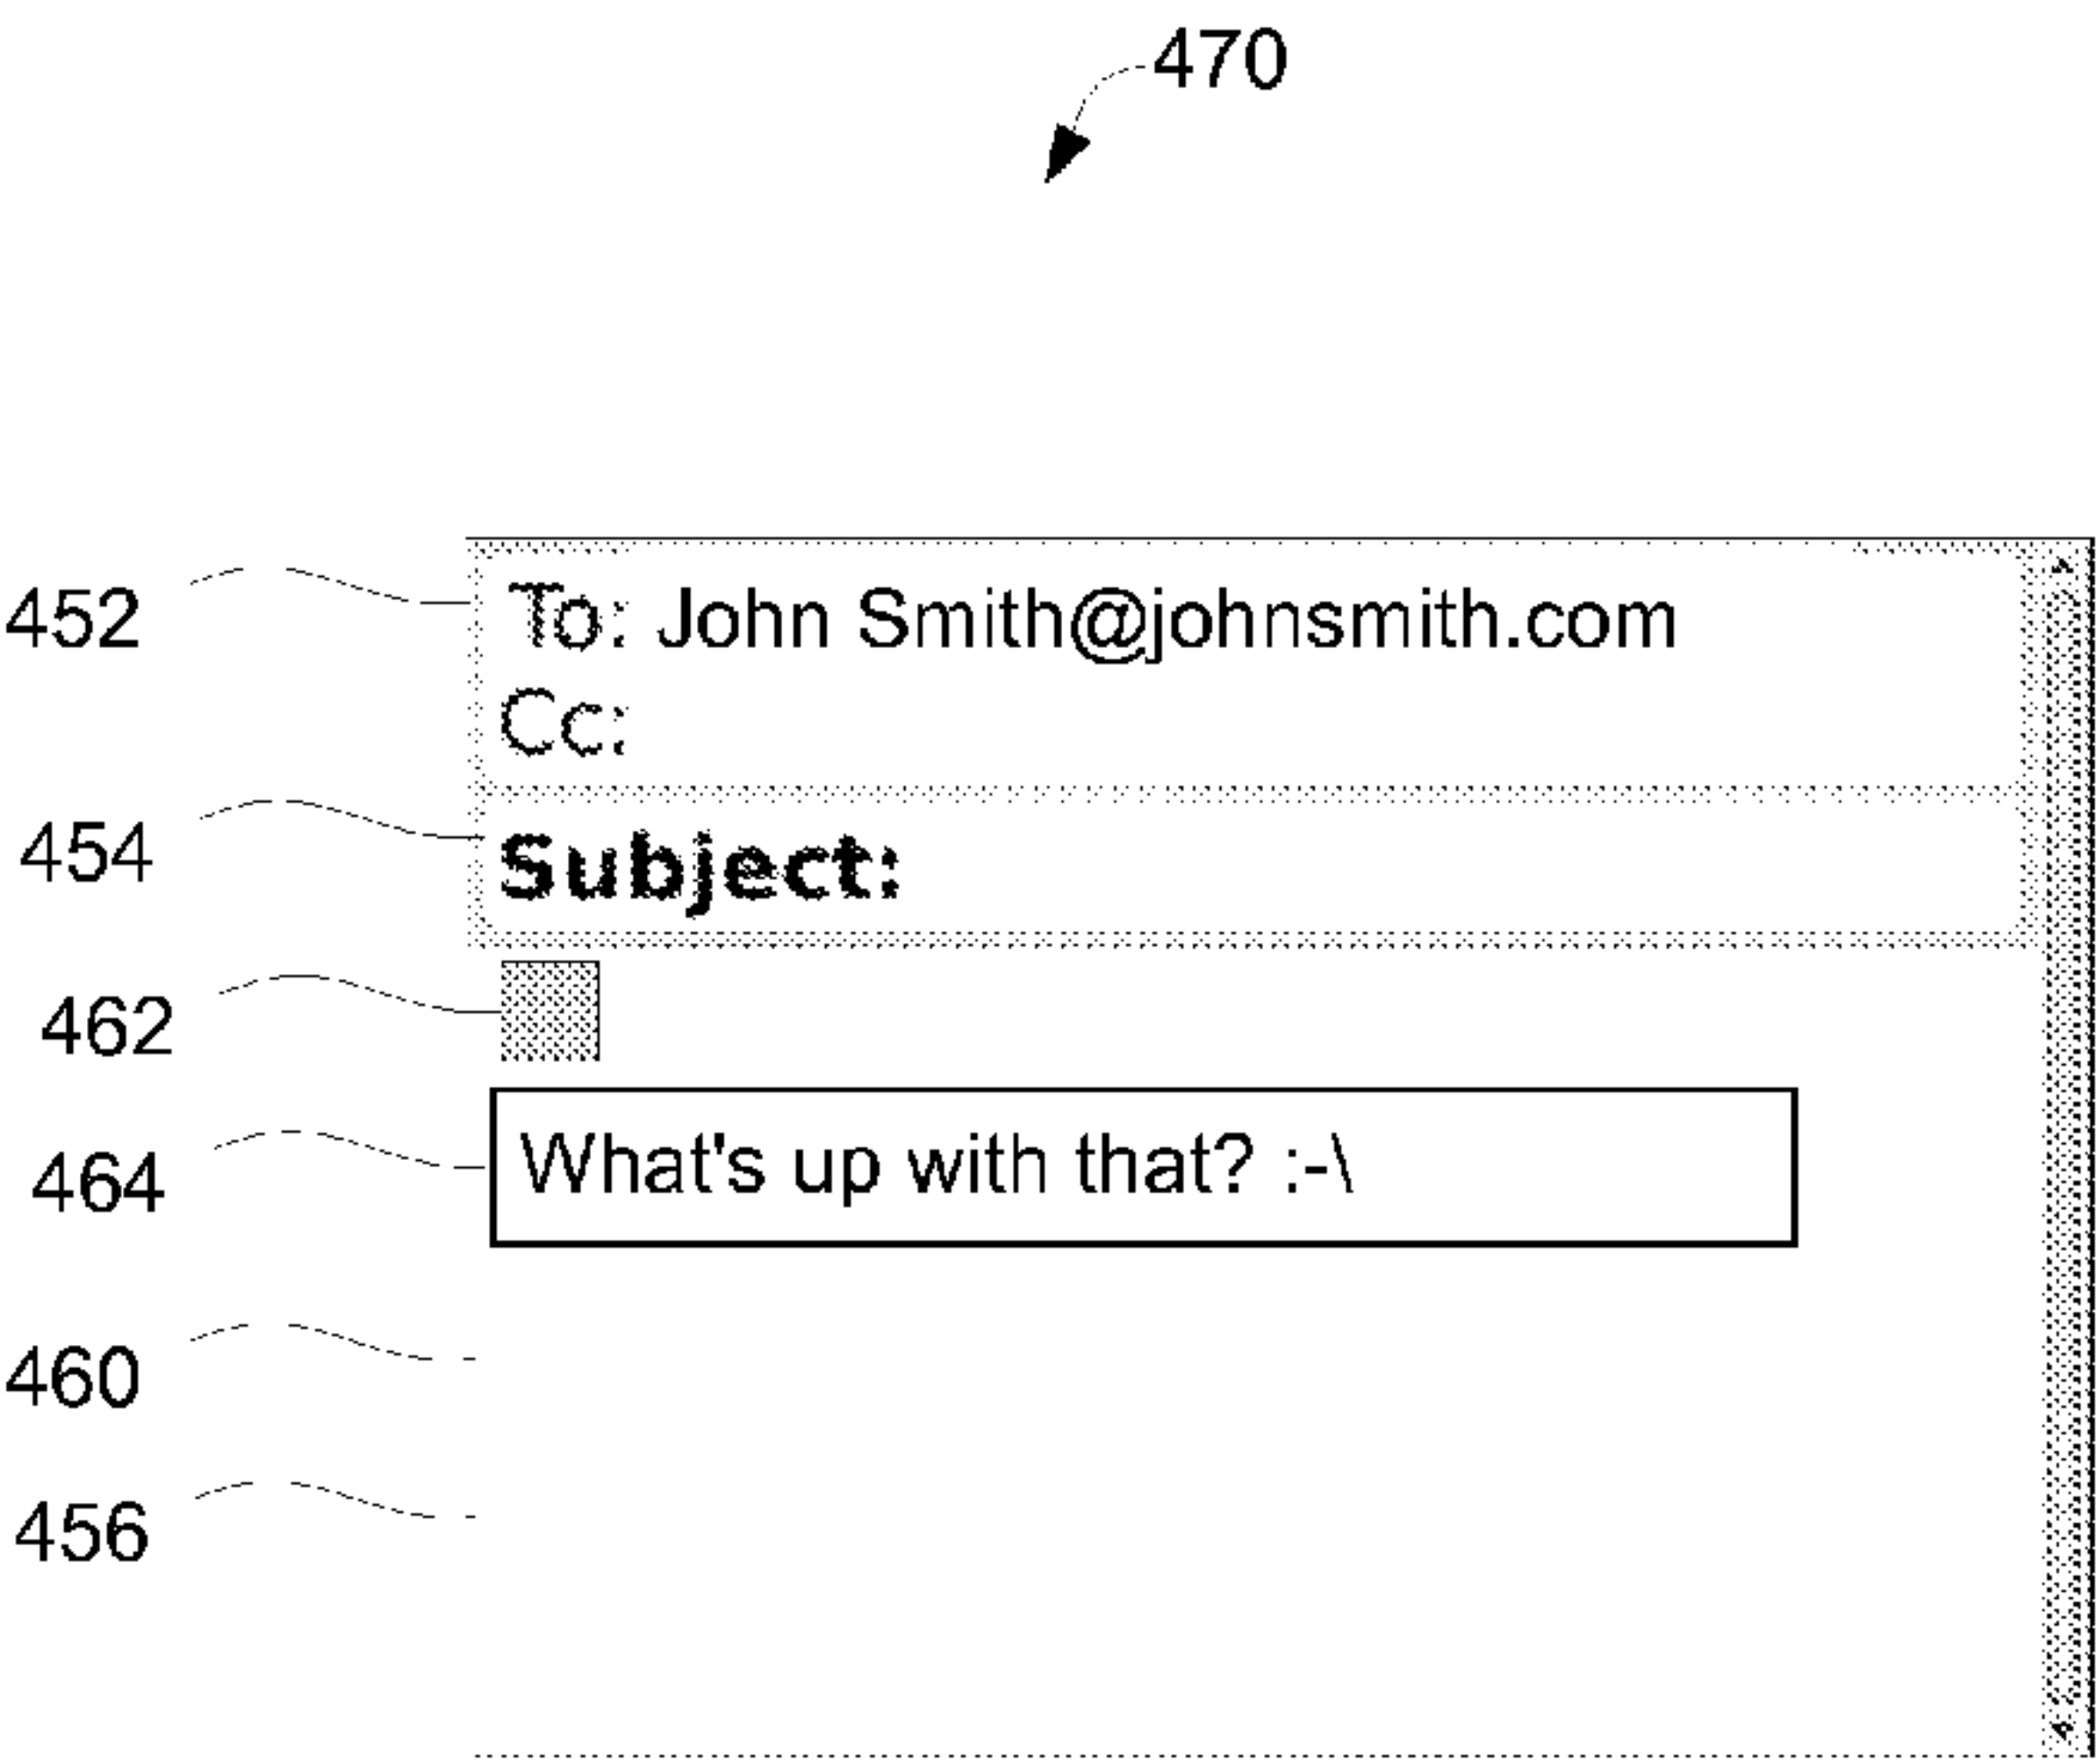 470
452 To: John Smith@johnsmith.com
Cc:
454 Subject:
462
464 What's up with that? :-\
460
456